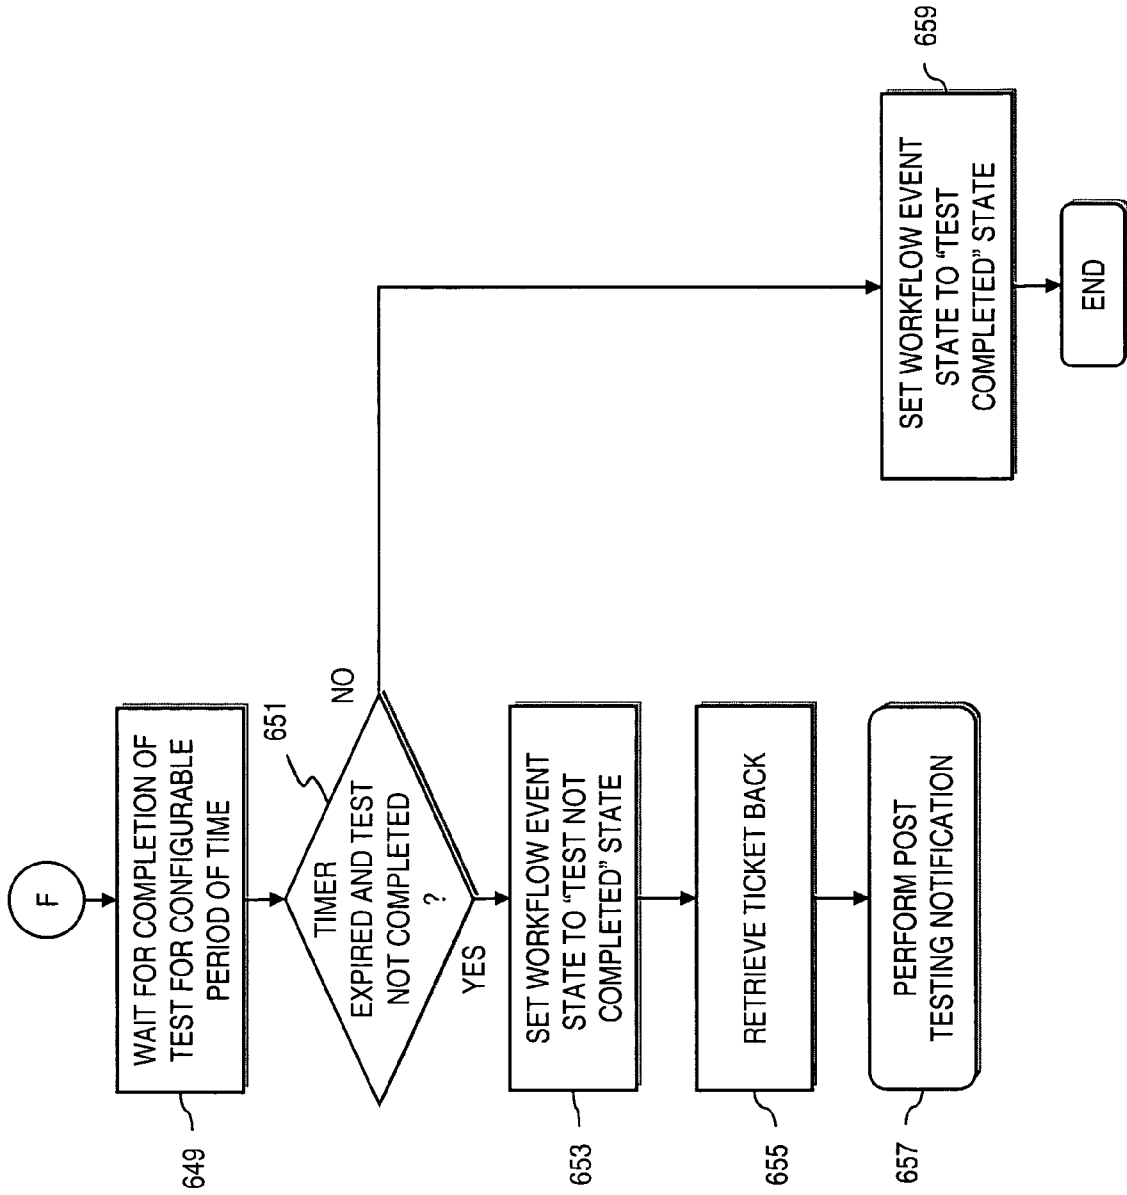 F
WAIT FOR COMPLETION OF
TEST FOR CONFIGURABLE
PERIOD OF TIME
649
TIMER
EXPIRED AND TEST
NOT COMPLETED
?
651
NO
YES
SET WORKFLOW EVENT
STATE TO "TEST NOT
COMPLETED" STATE
653
RETRIEVE TICKET BACK
655
PERFORM POST
TESTING NOTIFICATION
657
SET WORKFLOW EVENT
STATE TO "TEST
COMPLETED" STATE
659
END